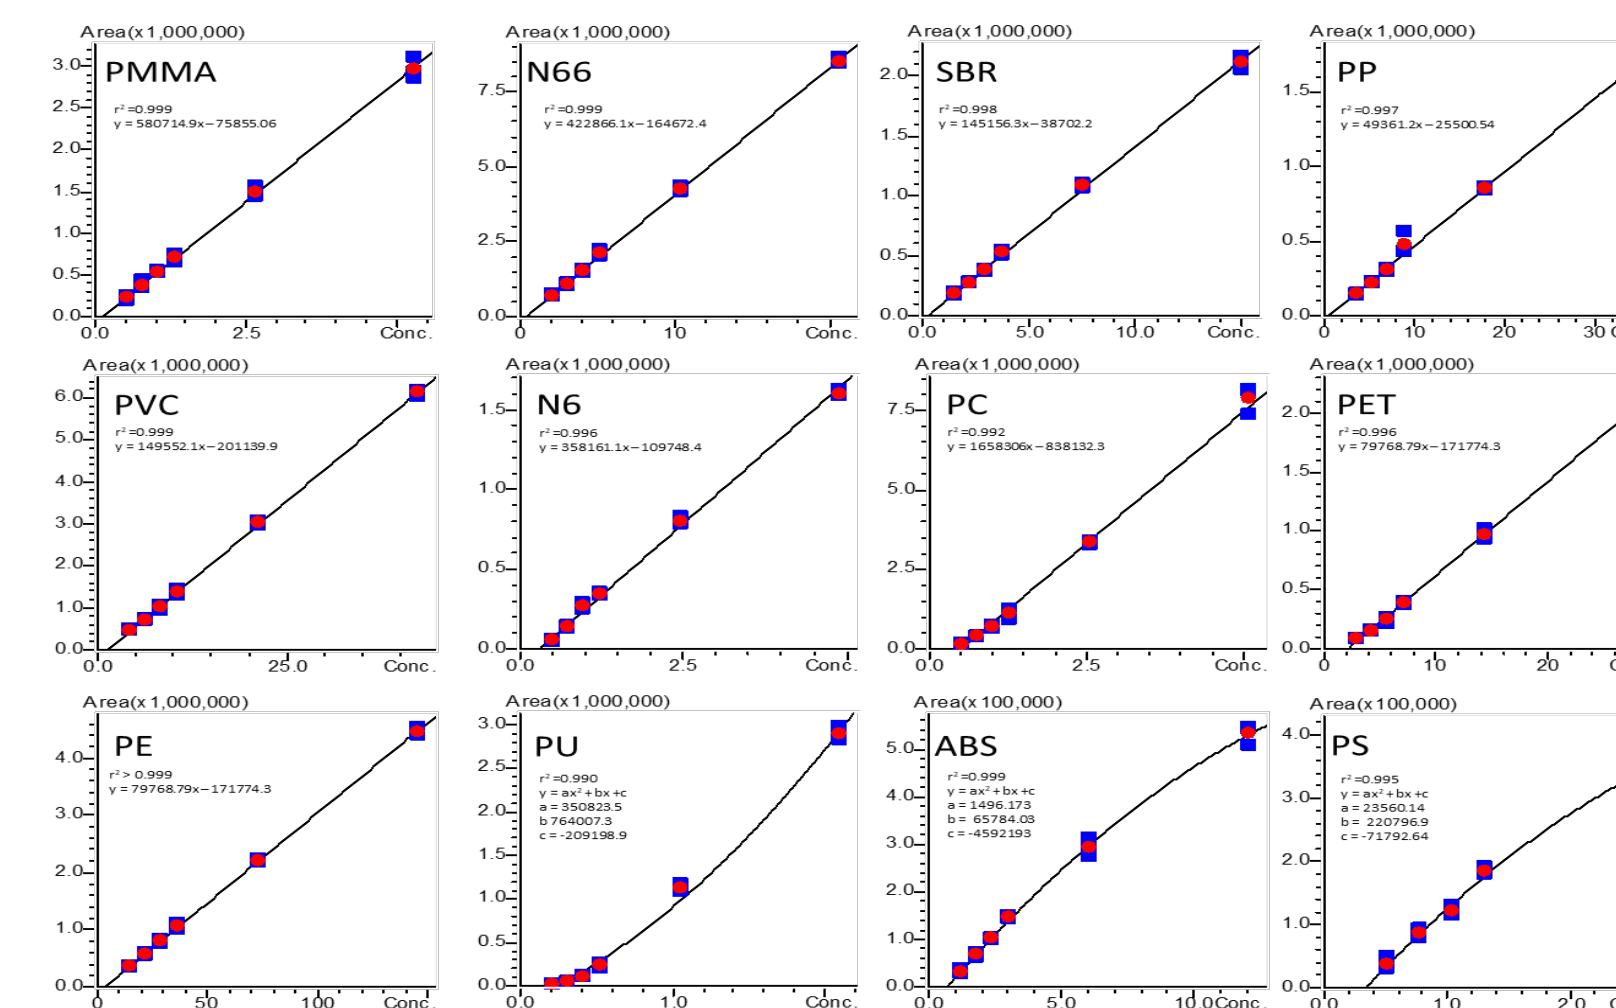 Area(x1,000,000)
PMMA
r²=0.999
y = 580714.9x−75855.06
3.0
2.5
2.0
1.5
1.0
0.5
0.0
0.0 2.5 Conc.
Area(x1,000,000)
N66
r²=0.999
y = 422866.1x−164672.4
7.5
5.0
2.5
0.0
0 10 Conc.
Area(x1,000,000)
SBR
r²=0.998
y = 145156.3x−38702.2
2.0
1.5
1.0
0.5
0.0
0.0 5.0 10.0 Conc.
Area(x1,000,000)
PP
r²=0.997
y = 49361.2x−25500.54
1.5
1.0
0.5
0.0
0 10 20 30 C
Area(x1,000,000)
PVC
r²=0.999
y = 149552.1x−201139.9
6.0
5.0
4.0
3.0
2.0
1.0
0.0
0.0 25.0 Conc.
Area(x1,000,000)
N6
r²=0.996
y = 358161.1x−109748.4
1.5
1.0
0.5
0.0
0.0 2.5 Conc.
Area(x1,000,000)
PC
r²=0.992
y = 1658306x−838132.3
7.5
5.0
2.5
0.0
0.0 2.5 Conc.
Area(x1,000,000)
PET
r²=0.996
y = 79768.79x−171774.3
2.0
1.5
1.0
0.5
0.0
0 10 20
Area(x1,000,000)
PE
r² > 0.999
y = 79768.79x−171774.3
4.0
3.0
2.0
1.0
0.0
0 50 100 Conc.
Area(x1,000,000)
PU
r²=0.990
y = ax²+bx+c
a = 350823.5
b 764007.3
c = -209198.9
3.0
2.5
2.0
1.5
1.0
0.5
0.0
0.0 1.0 Conc.
Area(x100,000)
ABS
r²=0.999
y = ax²+bx+c
a = 1496.173
b = 65784.03
c = -4592193
5.0
4.0
3.0
2.0
1.0
0.0
0.0 5.0 10.0Conc.
Area(x100,000)
PS
r²=0.995
y = ax²+bx+c
a = 23560.14
b = 220796.9
c = -71792.64
4.0
3.0
2.0
1.0
0.0
0.0 1.0 2.0